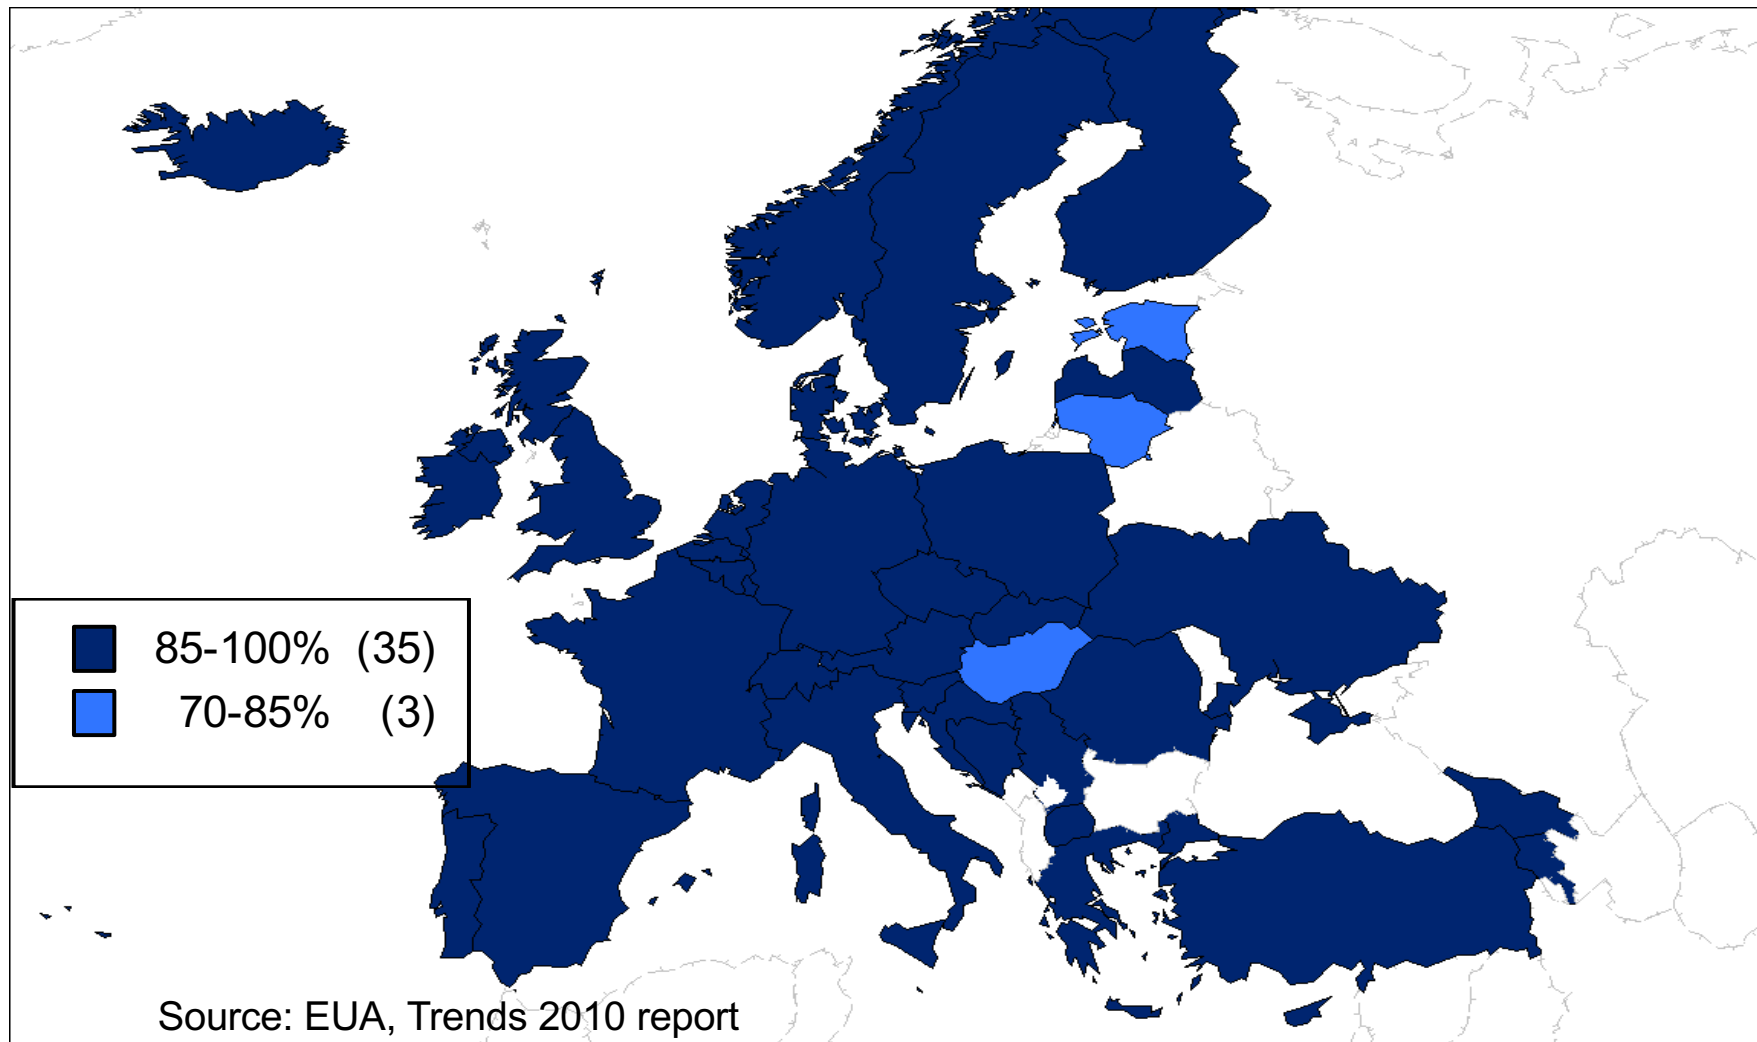 85-100% (35)
70-85% (3)
Source: EUA, Trends 2010 report